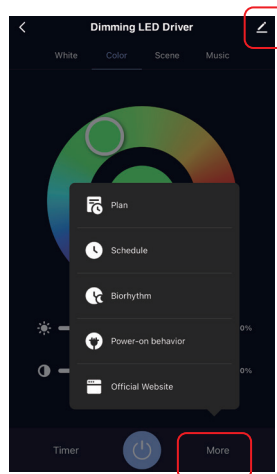 Dimming LED Driver
White Color Scene Music
Plan
Schedule
Biorhythm
0%
Power-on behavior
0%
Official Website
Timer More